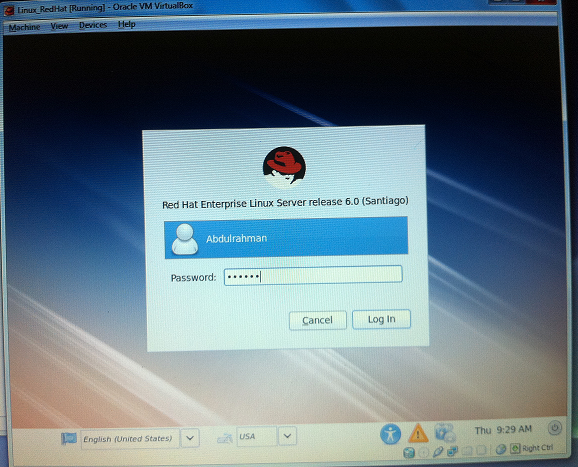 Linux_RedHat [Running] - Oracle VM VirtualBox
Machine View Devices Help
Red Hat Enterprise Linux Server release 6.0 (Santiago)
Abdulrahman
Password: ••••••
Cancel Log In
English (United States) USA Thu 9:29 AM
Right Ctrl